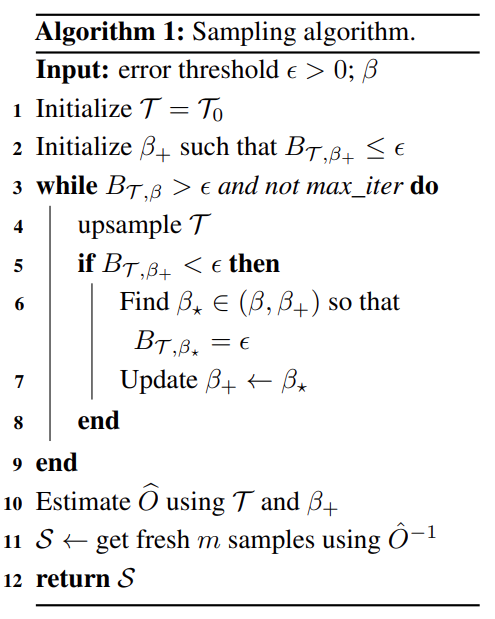 Algorithm 1: Sampling algorithm.
Input: error threshold ϵ > 0; β
1 Initialize 𝒯 = 𝒯₀
2 Initialize β₊ such that B_{𝒯,β₊} ≤ ϵ
3 while B_{𝒯,β} > ϵ and not max_iter do
4 upsample 𝒯
5 if B_{𝒯,β₊} < ϵ then
6 Find β⋆ ∈ (β, β₊) so that
B_{𝒯,β⋆} = ϵ
7 Update β₊ ← β⋆
8 end
9 end
10 Estimate Ô using 𝒯 and β₊
11 𝒮 ← get fresh m samples using Ô⁻¹
12 return 𝒮